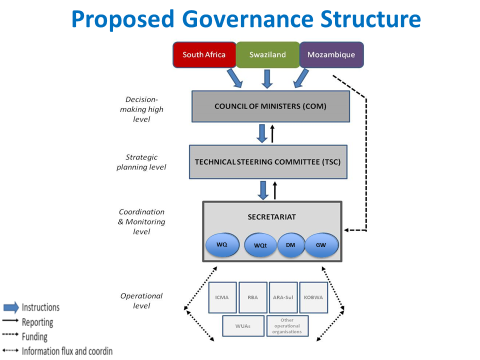 Proposed Governance Structure
South Africa
Swaziland
Mozambique
Decision-
making high
level
COUNCIL OF MINISTERS (COM)
Strategic
planning level
TECHNICAL STEERING COMMITTEE (TSC)
Coordination
& Monitoring
level
SECRETARIAT
WQ
WQt
DM
GW
Operational
level
ICMA
RBA
ARA-Sul
KOBWA
WUAs
Other
operational
organisations
Instructions
Reporting
Funding
Information flux and coordin